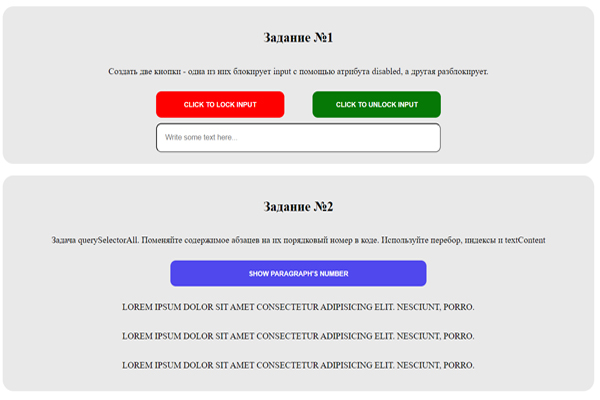 Задание №1
Создать две кнопки - одна из них блокирует input с помощью атрибута disabled, а другая разблокирует.
CLICK TO LOCK INPUT
CLICK TO UNLOCK INPUT
Write some text here...
Задание №2
Задача querySelectorAll. Поменяйте содержимое абзацев на их порядковый номер в коде. Используйте перебор, индексы и textContent
SHOW PARAGRAPH'S NUMBER
LOREM IPSUM DOLOR SIT AMET CONSECTETUR ADIPISICING ELIT. NESCIUNT, PORRO.
LOREM IPSUM DOLOR SIT AMET CONSECTETUR ADIPISICING ELIT. NESCIUNT, PORRO.
LOREM IPSUM DOLOR SIT AMET CONSECTETUR ADIPISICING ELIT. NESCIUNT, PORRO.